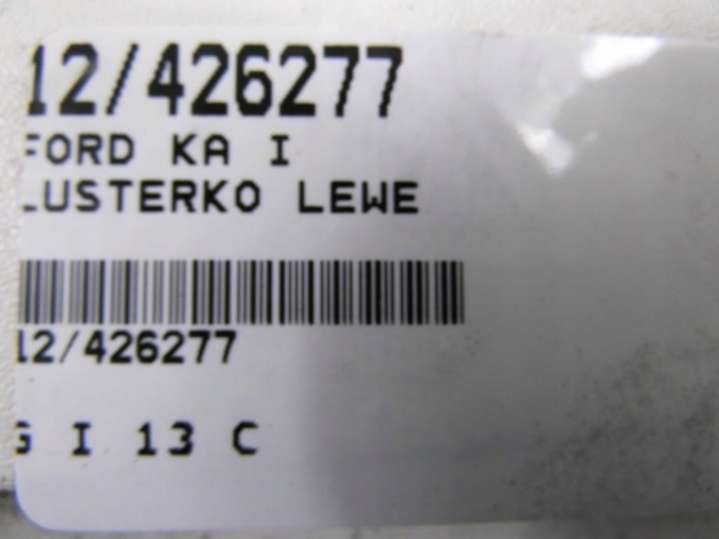 12/426277
FORD KA I
LUSTERKO LEWE
12/426277
G I 13 C